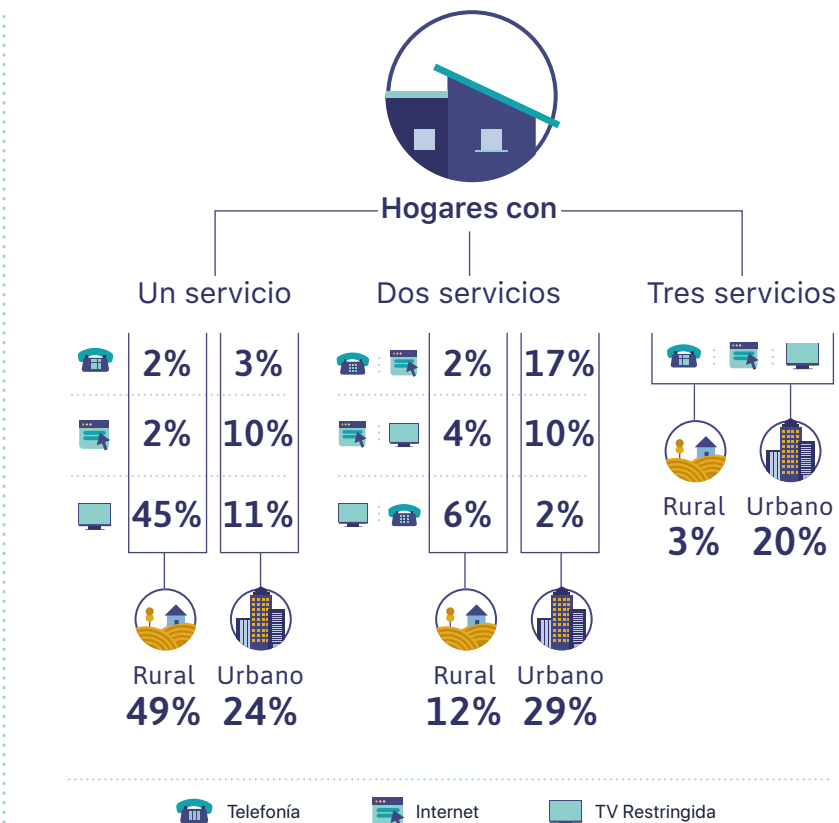 Hogares con
Un servicio
Dos servicios
Tres servicios
2% 3%
2% 10%
45% 11%
Rural Urbano
49% 24%
2% 17%
4% 10%
6% 2%
Rural Urbano
12% 29%
Rural Urbano
3% 20%
Telefonía
Internet
TV Restringida